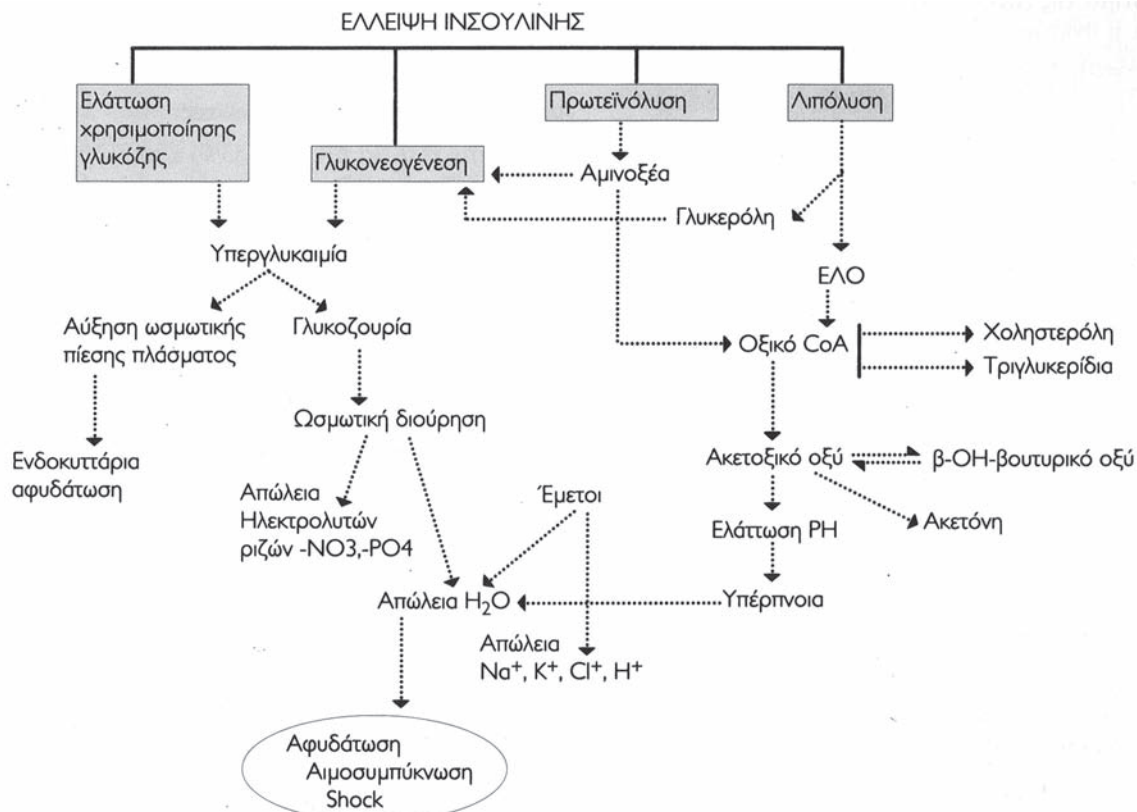 ΕΛΛΕΙΨΗ ΙΝΣΟΥΛΙΝΗΣ
Ελάττωση
χρησιμοποίησης
γλυκόζης
Γλυκονεογένεση
Πρωτεϊνόλυση
Λιπόλυση
Αμινοξέα
Γλυκερόλη
Υπεργλυκαιμία
ΕΛΟ
Αύξηση ωσμωτικής
πίεσης πλάσματος
Γλυκοζουρία
Οξικό CoA
Χοληστερόλη
Τριγλυκερίδια
Ωσμωτική διούρηση
Ενδοκυττάρια
αφυδάτωση
Ακετοξικό οξύ
β-ΟΗ-βουτυρικό οξύ
Απώλεια
Ηλεκτρολυτών
ριζών -NO3,-PO4
Έμετοι
Ελάττωση PH
Ακετόνη
Απώλεια H₂O
Υπέρπνοια
Απώλεια
Na⁺, K⁺, Cl⁺, H⁺
Αφυδάτωση
Αιμοσυμπύκνωση
Shock